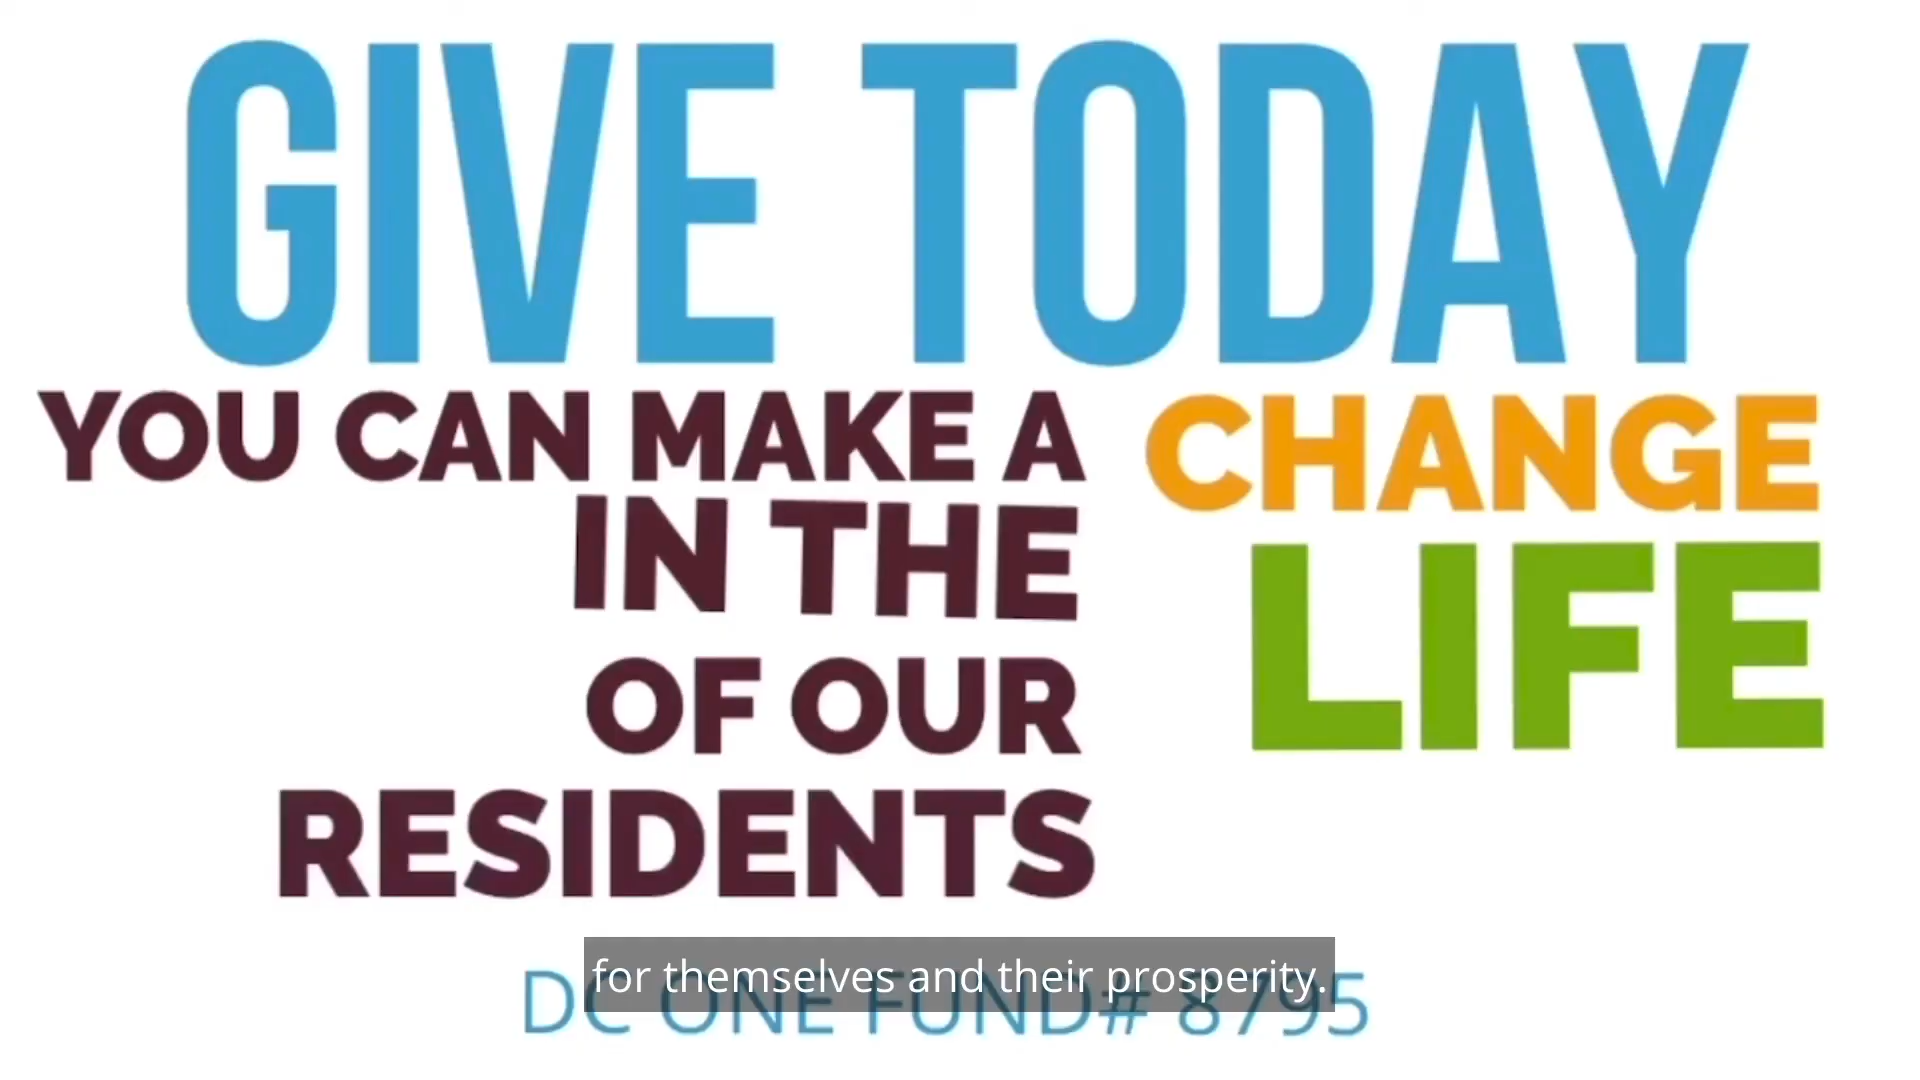 GIVE TODAY
YOU CAN MAKE A CHANGE
IN THE LIFE
OF OUR
RESIDENTS
for themselves and their prosperity.
DC ONE FUND# 8795